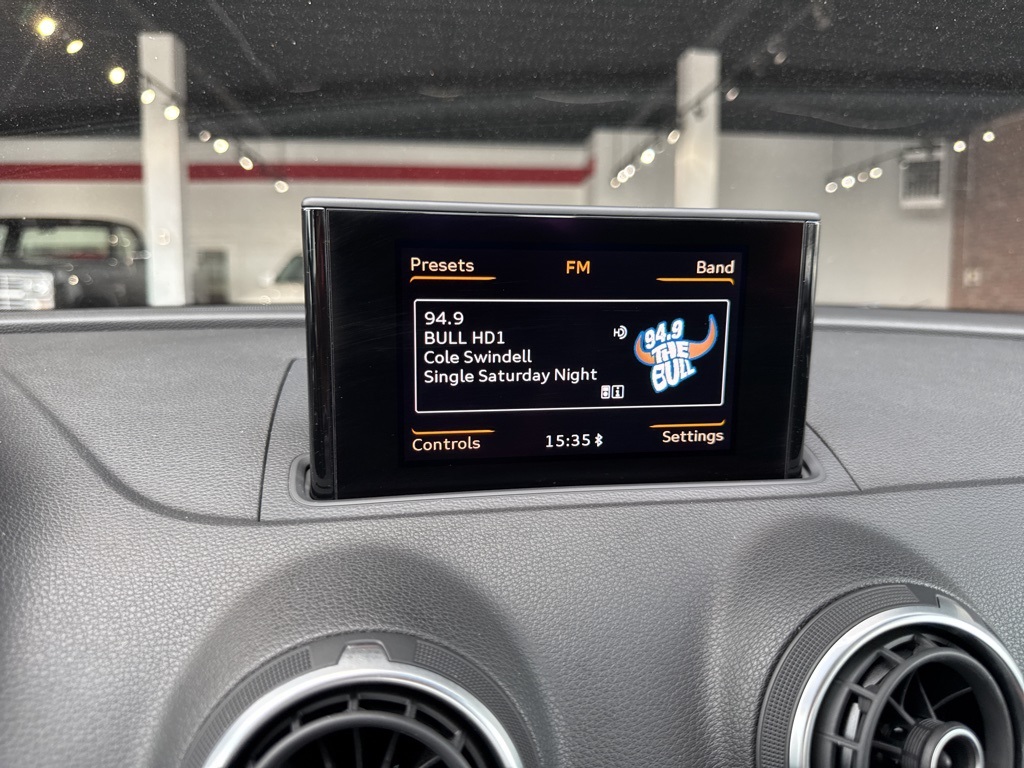 Presets
FM
Band
94.9
BULL HD1
Cole Swindell
Single Saturday Night
HD
94.9
THE
BULL
Controls
15:35
Settings